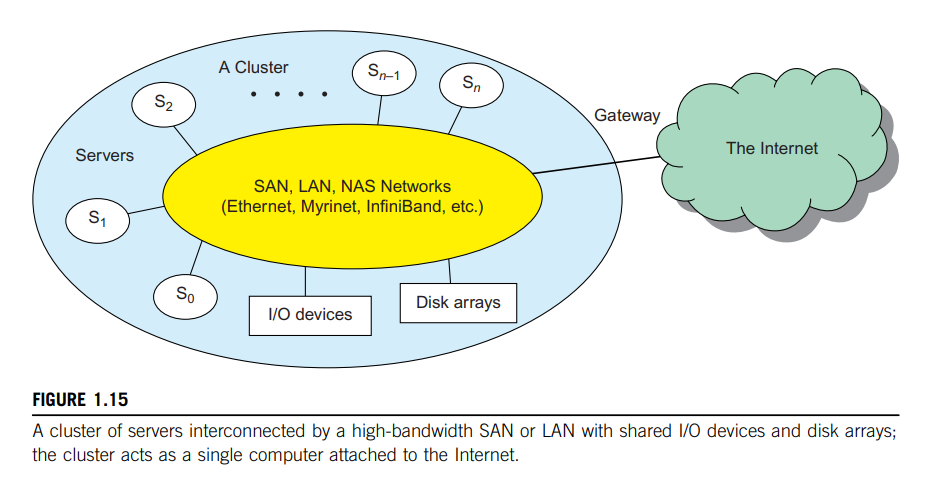 A Cluster
S2
. . . .
Sn–1
Sn
Gateway
The Internet
Servers
SAN, LAN, NAS Networks
(Ethernet, Myrinet, InfiniBand, etc.)
S1
S0
I/O devices
Disk arrays
FIGURE 1.15
A cluster of servers interconnected by a high-bandwidth SAN or LAN with shared I/O devices and disk arrays;
the cluster acts as a single computer attached to the Internet.